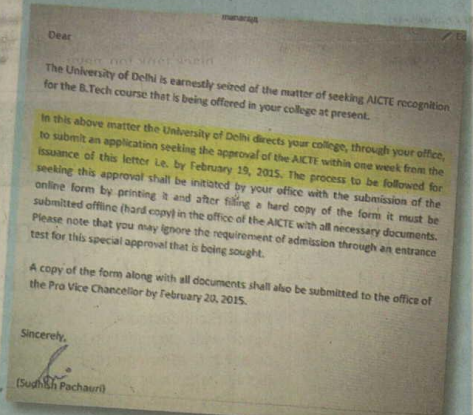 Dear
The University of Delhi is earnestly seized of the matter of seeking AICTE recognition
for the B.Tech course that is being offered in your college at present.
In this above matter the University of Delhi directs your college, through your office,
to submit an application seeking the approval of the AICTE within one week from the
issuance of this letter i.e. by February 19, 2015. The process to be followed for
seeking this approval shall be initiated by your office with the submission of the
online form by printing it and after filling a hard copy of the form it must be
submitted offline (hard copy) in the office of the AICTE with all necessary documents.
Please note that you may ignore the requirement of admission through an entrance
test for this special approval that is being sought.
A copy of the form along with all documents shall also be submitted to the office of
the Pro Vice Chancellor by February 20, 2015.
Sincerely,
(Sudhish Pachauri)